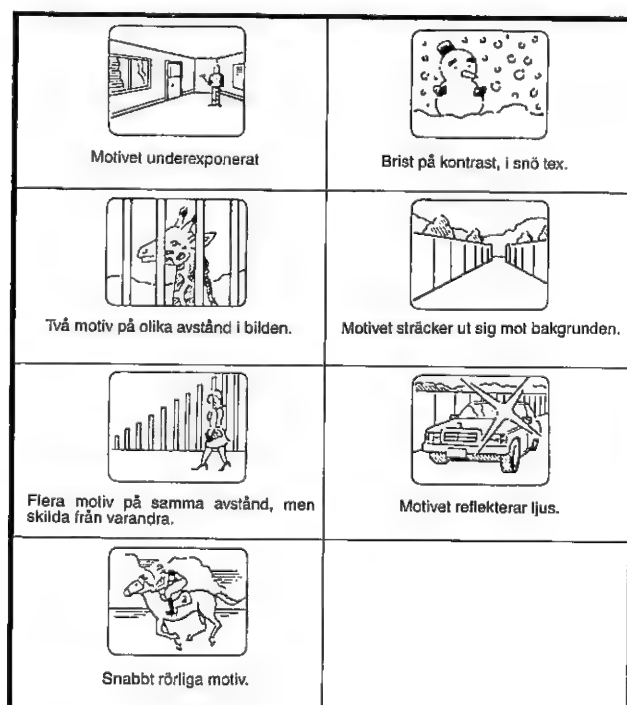 Motivet underexponerat
Brist på kontrast, i snö tex.
Två motiv på olika avstånd i bilden.
Motivet sträcker ut sig mot bakgrunden.
Flera motiv på samma avstånd, men
skilda från varandra.
Motivet reflekterar ljus.
Snabbt rörliga motiv.